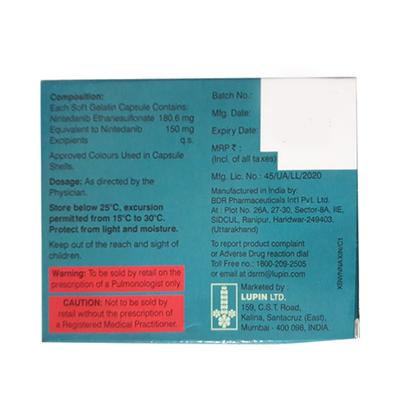 Composition:
Each Soft Gelatin Capsule Contains:
Nintedanib Ethanesulfonate 180.6 mg
Equivalent to Nintedanib 150 mg
Excipients q.s.
Approved Colours used in Capsule
Shells.
Dosage: As directed by the
Physician.
Store below 25°C, excursion
permitted from 15°C to 30°C.
Protect from light and moisture.
Keep out of the reach and sight of
children.
Warning: To be sold by retail on the
prescription of a Pulmonologist only.
CAUTION: Not to be sold by
retail without the prescription of
a Registered Medical Practitioner.
Batch No.:
Mfg. Date:
Expiry Date:
MRP ₹ :
(Incl. of all taxes)
Mfg. Lic. No.: 45/UA/LL/2020
Manufactured in India by:
BDR Pharmaceuticals Int'l Pvt. Ltd.
At : Plot No. 26A, 27-30, Sector-8A, IIE,
SIDCUL, Ranipur, Haridwar-249403.
(Uttarakhand)
To report product complaint
or Adverse Drug reaction dial
Toll free no.: 1800-209-2505
or email at dsrm@lupin.com
Marketed by :
LUPIN LTD.
159, C.S.T. Road,
Kalina, Santacruz (East),
Mumbai - 400 098, INDIA.